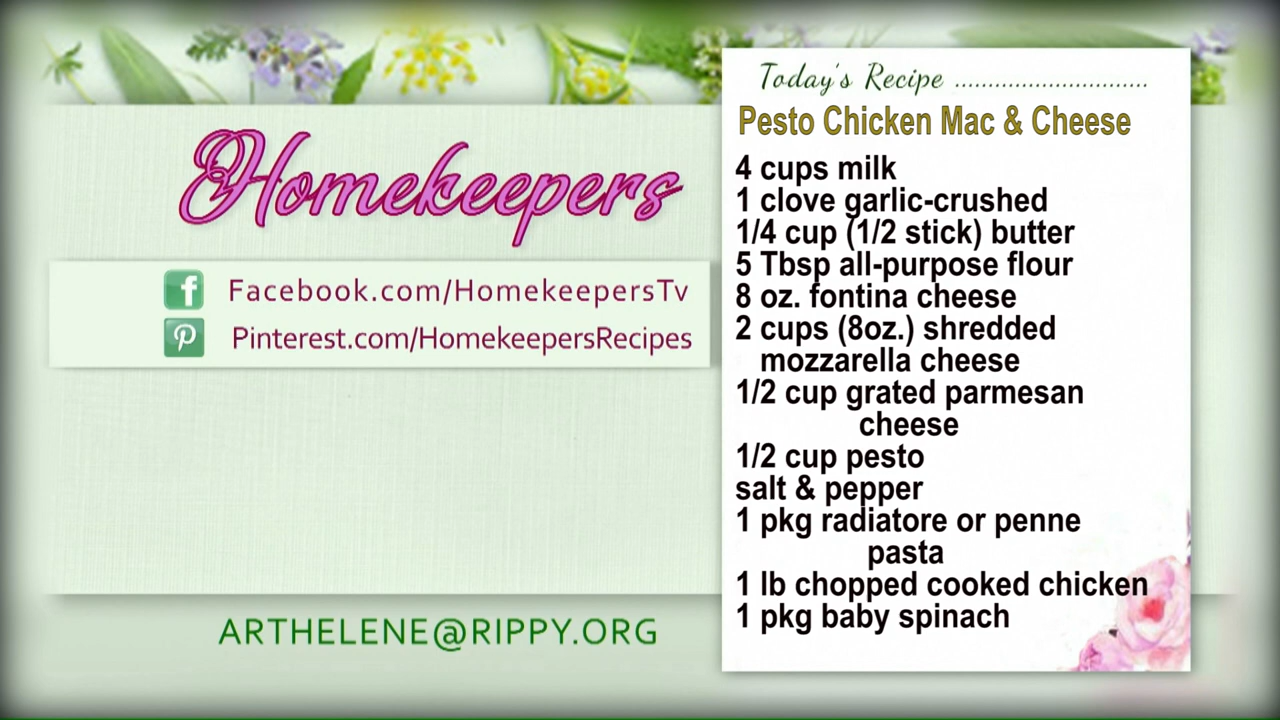 Homekeepers
Facebook.com/HomekeepersTv
Pinterest.com/HomekeepersRecipes
ARTHELENE@RIPPY.ORG
Today's Recipe ..............................
Pesto Chicken Mac & Cheese
4 cups milk
1 clove garlic-crushed
1/4 cup (1/2 stick) butter
5 Tbsp all-purpose flour
8 oz. fontina cheese
2 cups (8oz.) shredded
mozzarella cheese
1/2 cup grated parmesan
cheese
1/2 cup pesto
salt & pepper
1 pkg radiatore or penne
pasta
1 lb chopped cooked chicken
1 pkg baby spinach